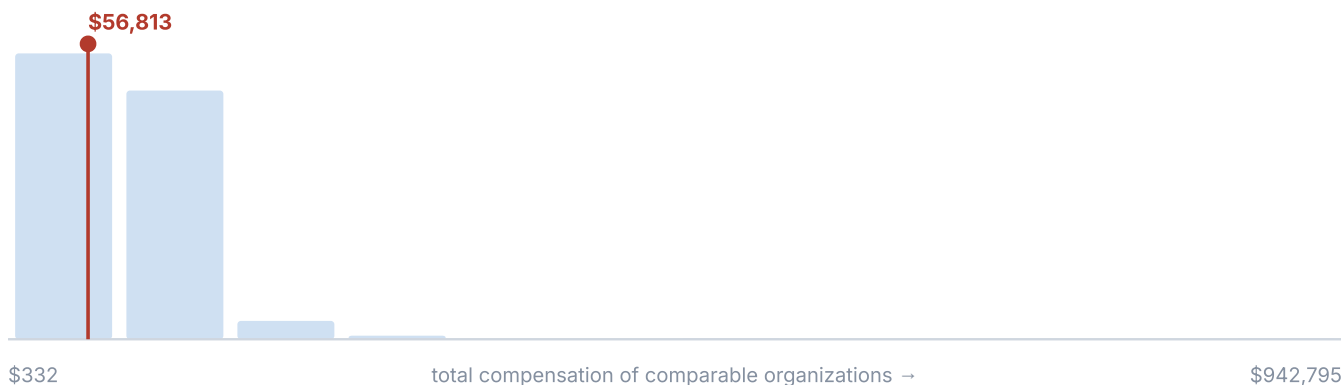 $56,813
$332 total compensation of comparable organizations → $942,795